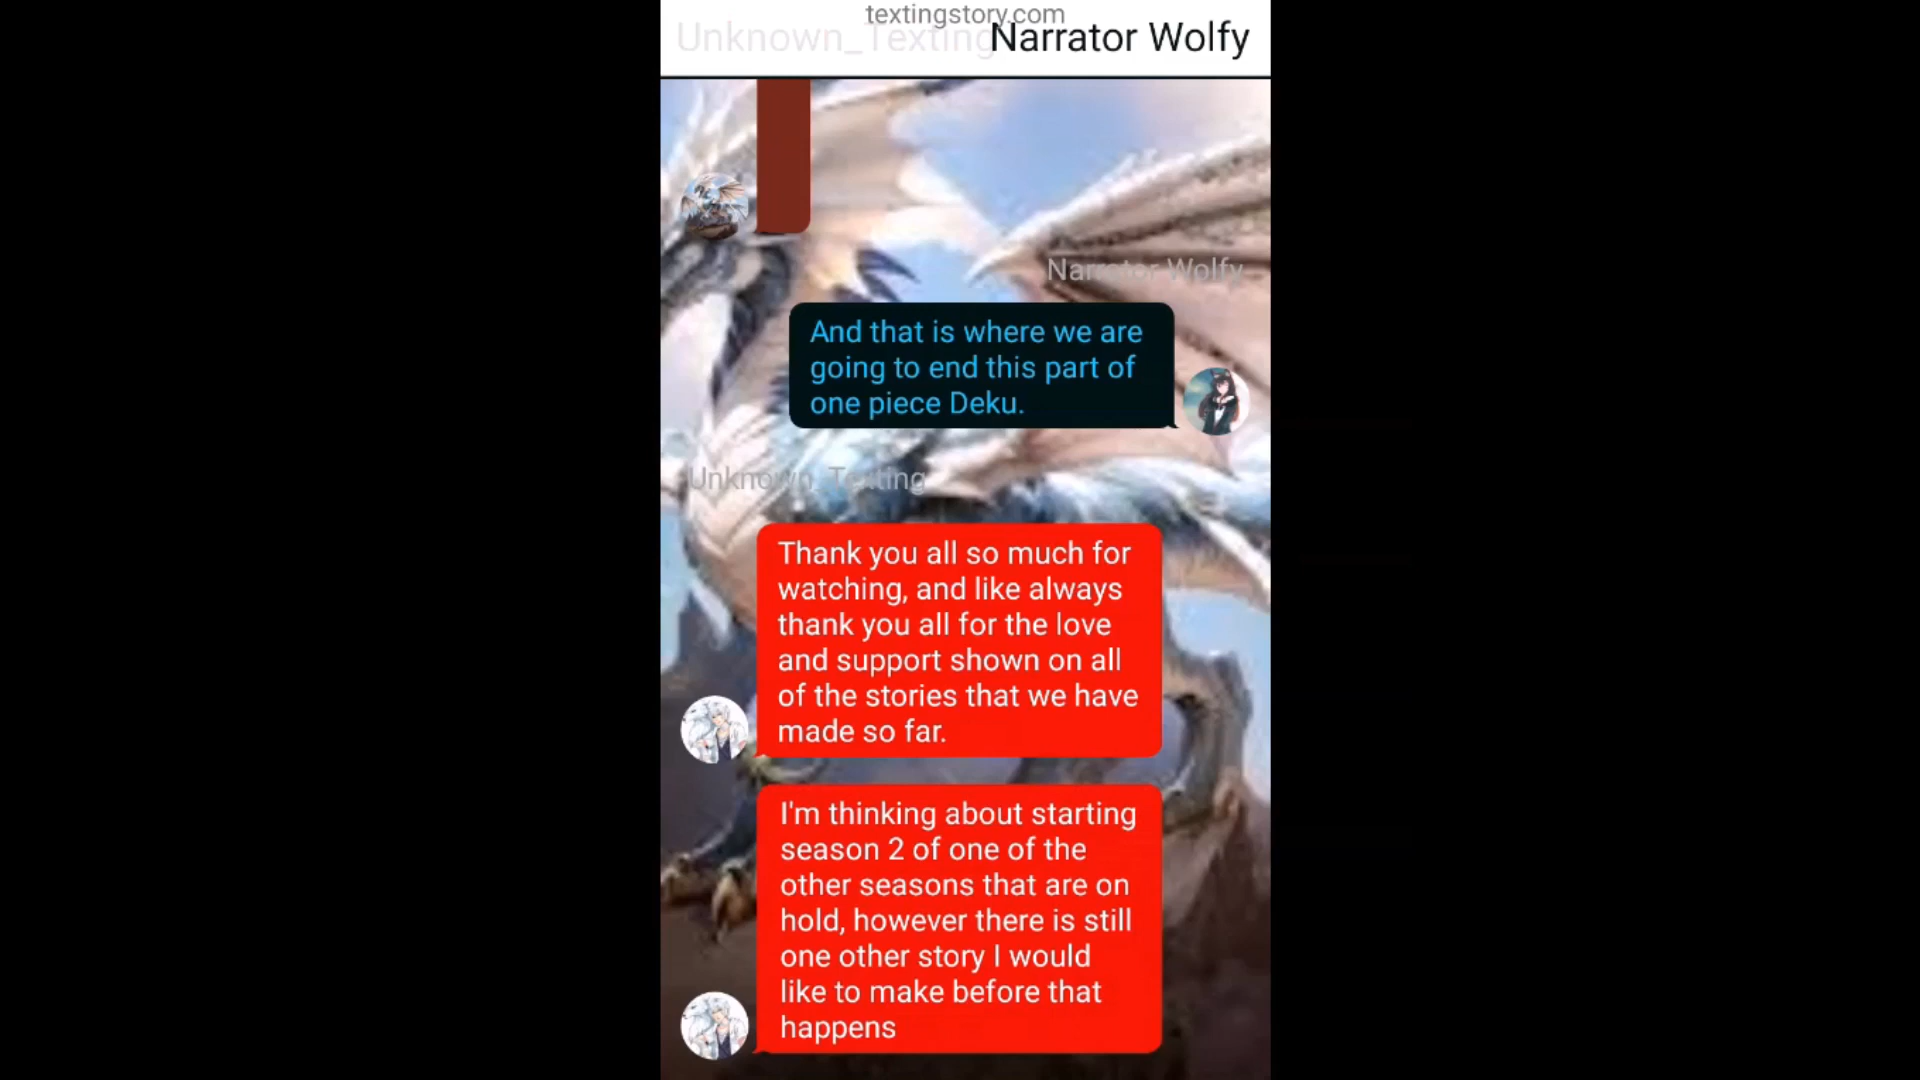 textingstory.com
Unknown_Texting
Narrator Wolfy
Narrator Wolfy
And that is where we are
going to end this part of
one piece Deku.
Unknown_Texting
Thank you all so much for
watching, and like always
thank you all for the love
and support shown on all
of the stories that we have
made so far.
I'm thinking about starting
season 2 of one of the
other seasons that are on
hold, however there is still
one other story I would
like to make before that
happens